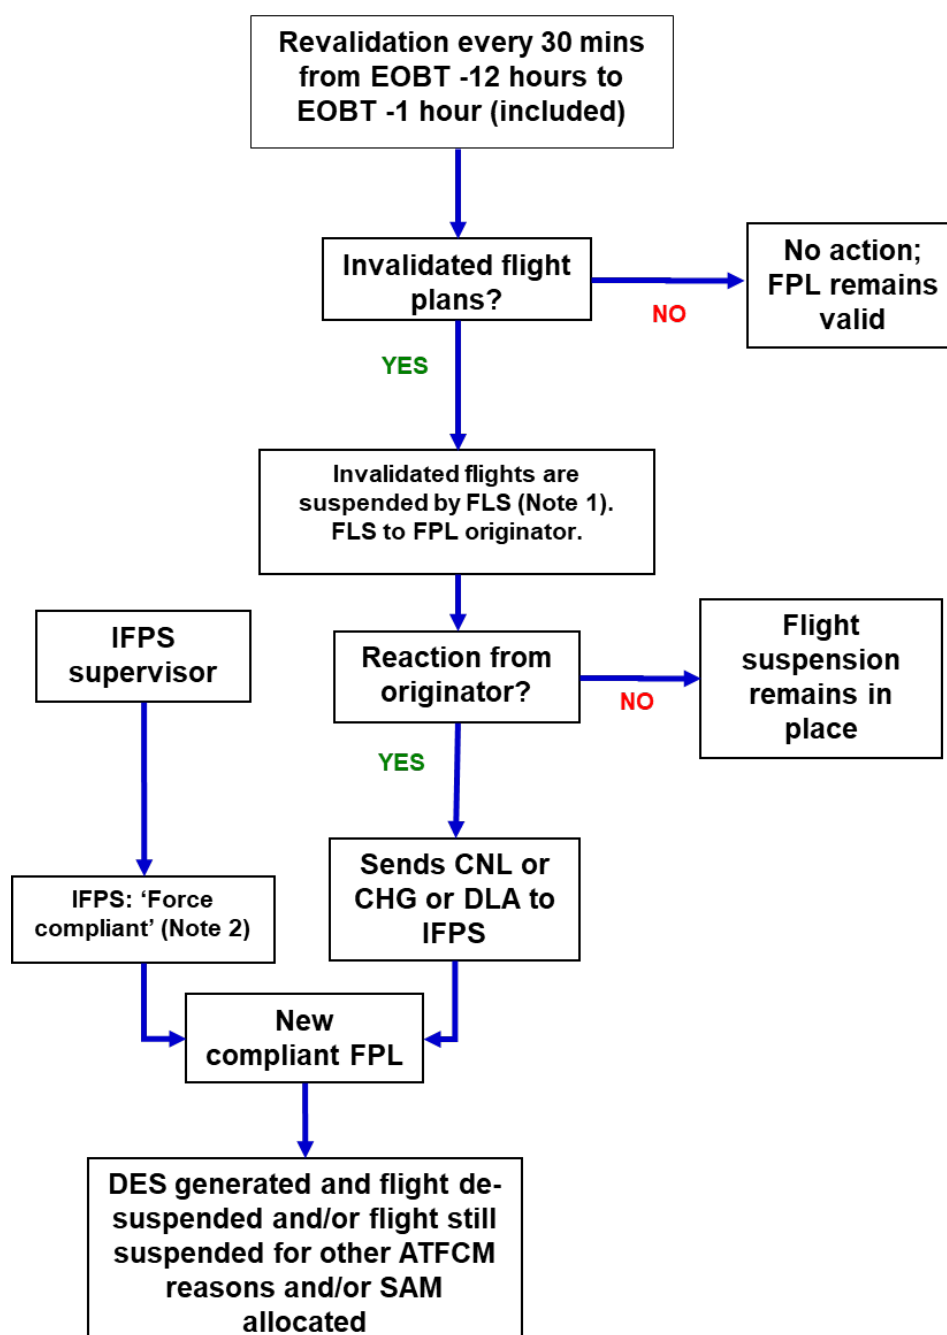 Revalidation every 30 mins
from EOBT -12 hours to
EOBT -1 hour (included)
Invalidated flight
plans?
No action;
FPL remains
valid
NO
YES
Invalidated flights are
suspended by FLS (Note 1).
FLS to FPL originator.
IFPS
supervisor
Reaction from
originator?
Flight
suspension
remains in
place
NO
YES
IFPS: ‘Force
compliant’ (Note 2)
Sends CNL or
CHG or DLA to
IFPS
New
compliant FPL
DES generated and flight de-
suspended and/or flight still
suspended for other ATFCM
reasons and/or SAM
allocated